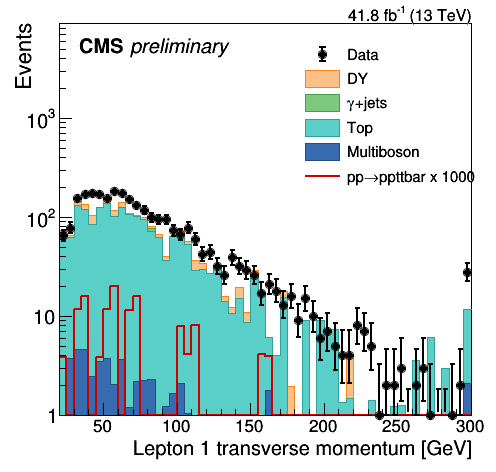 41.8 fb⁻¹ (13 TeV)
CMS preliminary
Data
DY
γ+jets
Top
Multiboson
pp→ppttbar x 1000
Events
10³
10²
10
1
50 100 150 200 250 300
Lepton 1 transverse momentum [GeV]